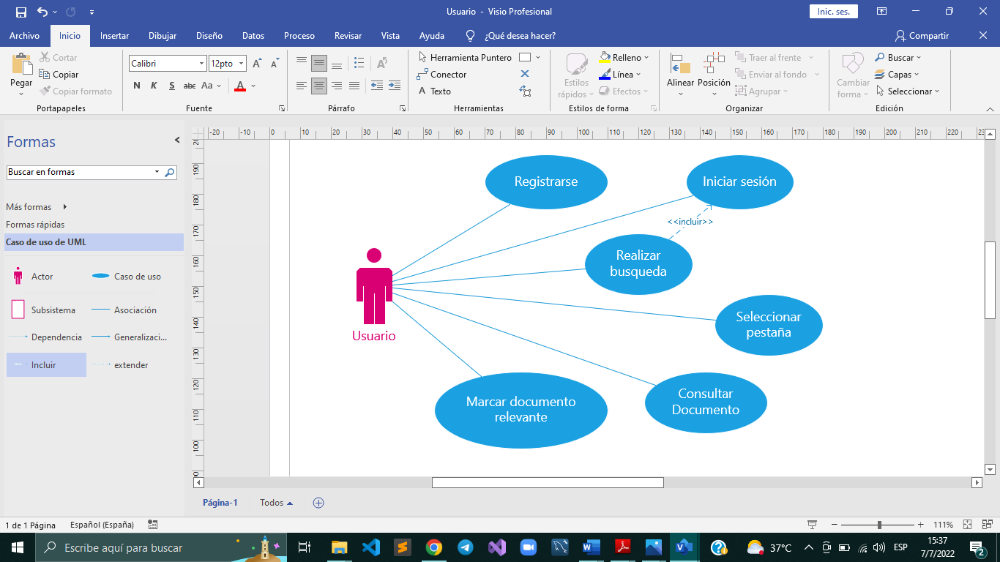 Usuario - Visio Profesional
Inic. ses.
Archivo Inicio Insertar Dibujar Diseño Datos Proceso Revisar Vista Ayuda ¿Qué desea hacer? Compartir
Pegar
Cortar
Copiar
Copiar formato
Portapapeles
Calibri 12pto
N K S abc Aa A
Fuente
Párrafo
Herramienta Puntero
Conector
A Texto
Herramientas
Estilos rápidos
Relleno
Línea
Efectos
Estilos de forma
Alinear Posición
Traer al frente
Enviar al fondo
Agrupar
Organizar
Cambiar forma
Buscar
Capas
Seleccionar
Edición
Formas
Buscar en formas
Más formas
Formas rápidas
Caso de uso de UML
Actor Caso de uso
Subsistema Asociación
Dependencia Generalizaci...
Incluir extender
-20 -10 0 10 20 30 40 50 60 70 80 90 100 110 120 130 140 150 160 170 180 190 200 210 220
190
180
170
160
150
140
130
120
110
100
Registrarse
Iniciar sesión
<<incluir>>
Realizar
busqueda
Seleccionar
pestaña
Usuario
Consultar
Documento
Marcar documento
relevante
Página-1 Todos
1 de 1 Página Español (España) 111%
Escribe aquí para buscar
37°C ESP
15:37
7/7/2022
2